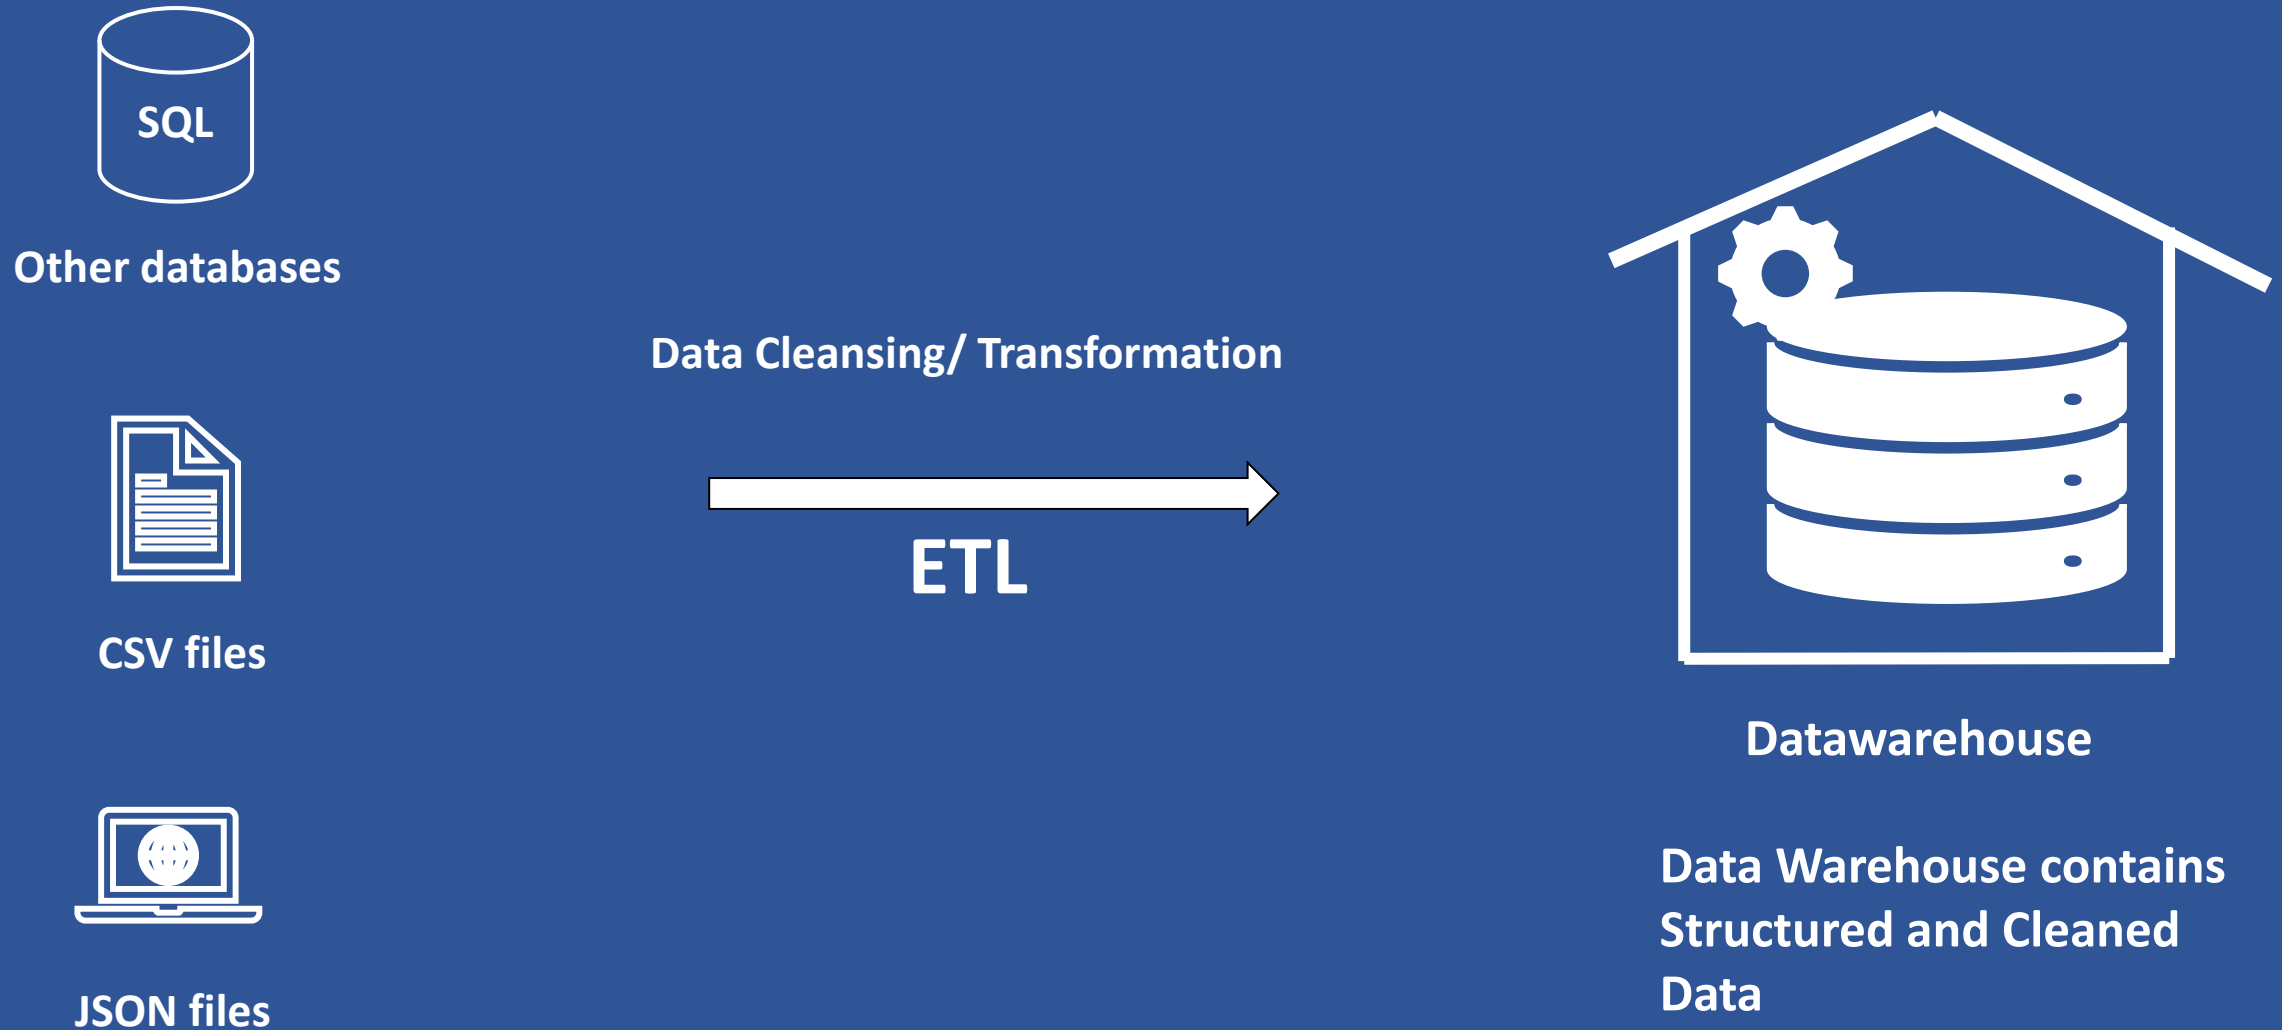 SQL
Other databases
CSV files
JSON files
Data Cleansing/ Transformation
ETL
Datawarehouse
Data Warehouse contains
Structured and Cleaned
Data